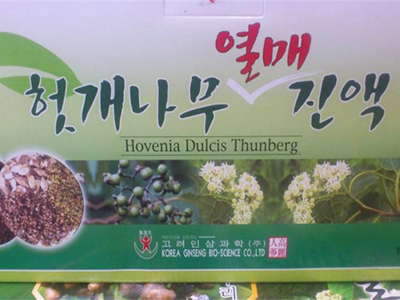 열매
헛개나무 진액
Hovenia Dulcis Thunberg
고려인삼과학(주)
KOREA GINSENG BIO-SCIENCE CO.,LTD